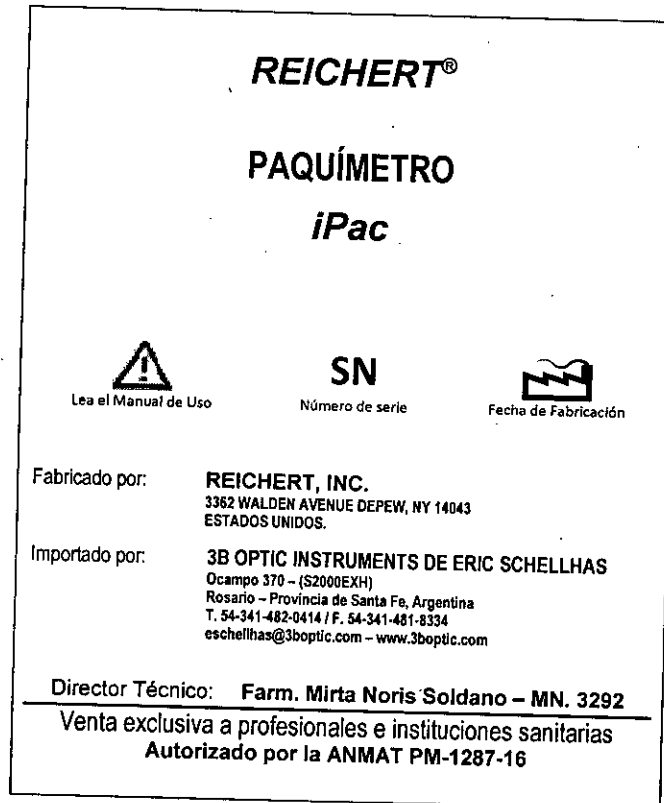 REICHERT®
PAQUÍMETRO
iPac
Lea el Manual de Uso
SN
Número de serie
Fecha de Fabricación
Fabricado por: REICHERT, INC.
3362 WALDEN AVENUE DEPEW, NY 14043
ESTADOS UNIDOS.
Importado por: 3B OPTIC INSTRUMENTS DE ERIC SCHELLHAS
Ocampo 370 – (S2000EXH)
Rosario – Provincia de Santa Fe, Argentina
T. 54-341-482-0414 / F. 54-341-481-8334
eschellhas@3boptic.com – www.3boptic.com
Director Técnico: Farm. Mirta Noris Soldano – MN. 3292
Venta exclusiva a profesionales e instituciones sanitarias
Autorizado por la ANMAT PM-1287-16